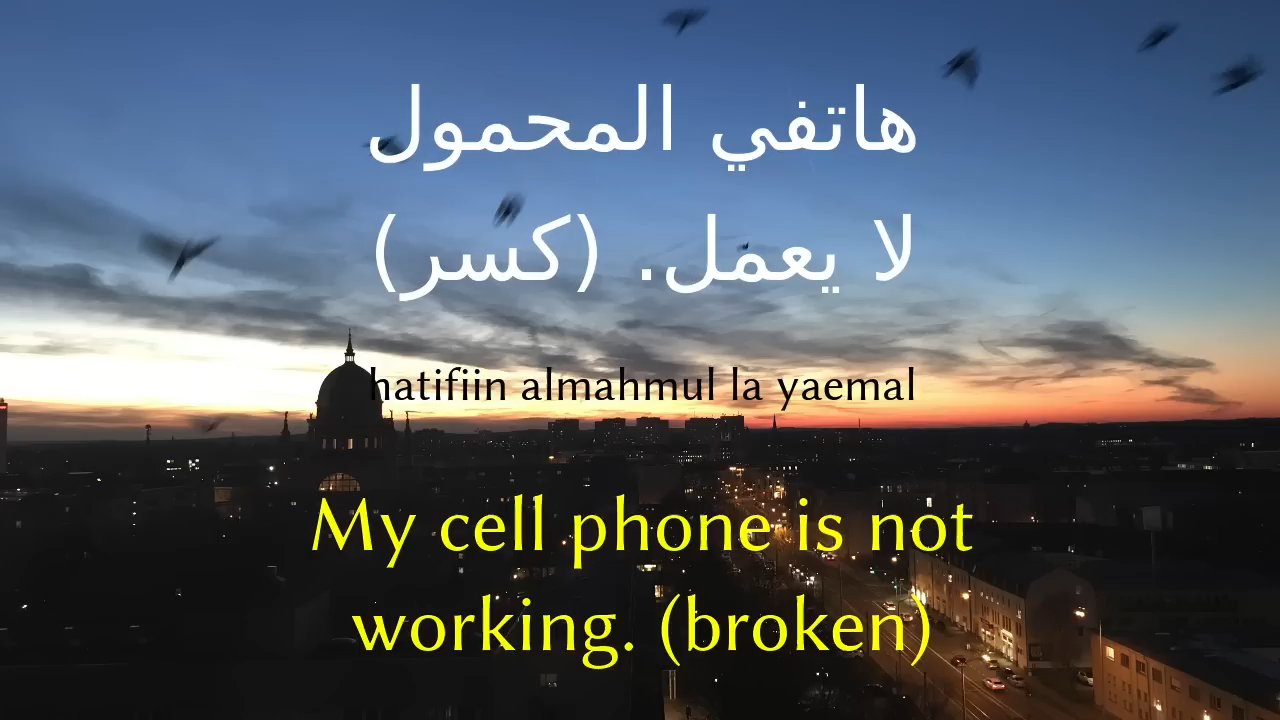 هاتفي المحمول
لا يعمل. (كسر)
hatifiin almahmul la yaemal
My cell phone is not
working. (broken)